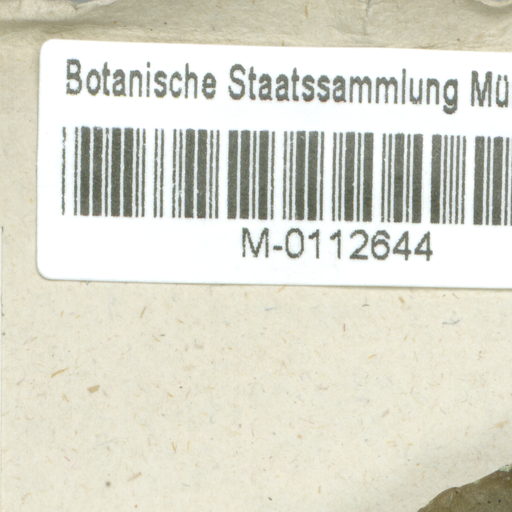 Botanische Staatssammlung Mü
M-0112644